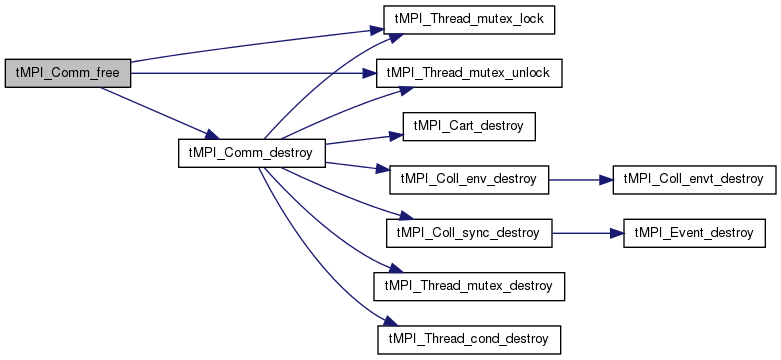 tMPI_Thread_mutex_lock
tMPI_Comm_free
tMPI_Thread_mutex_unlock
tMPI_Cart_destroy
tMPI_Comm_destroy
tMPI_Coll_env_destroy
tMPI_Coll_envt_destroy
tMPI_Coll_sync_destroy
tMPI_Event_destroy
tMPI_Thread_mutex_destroy
tMPI_Thread_cond_destroy